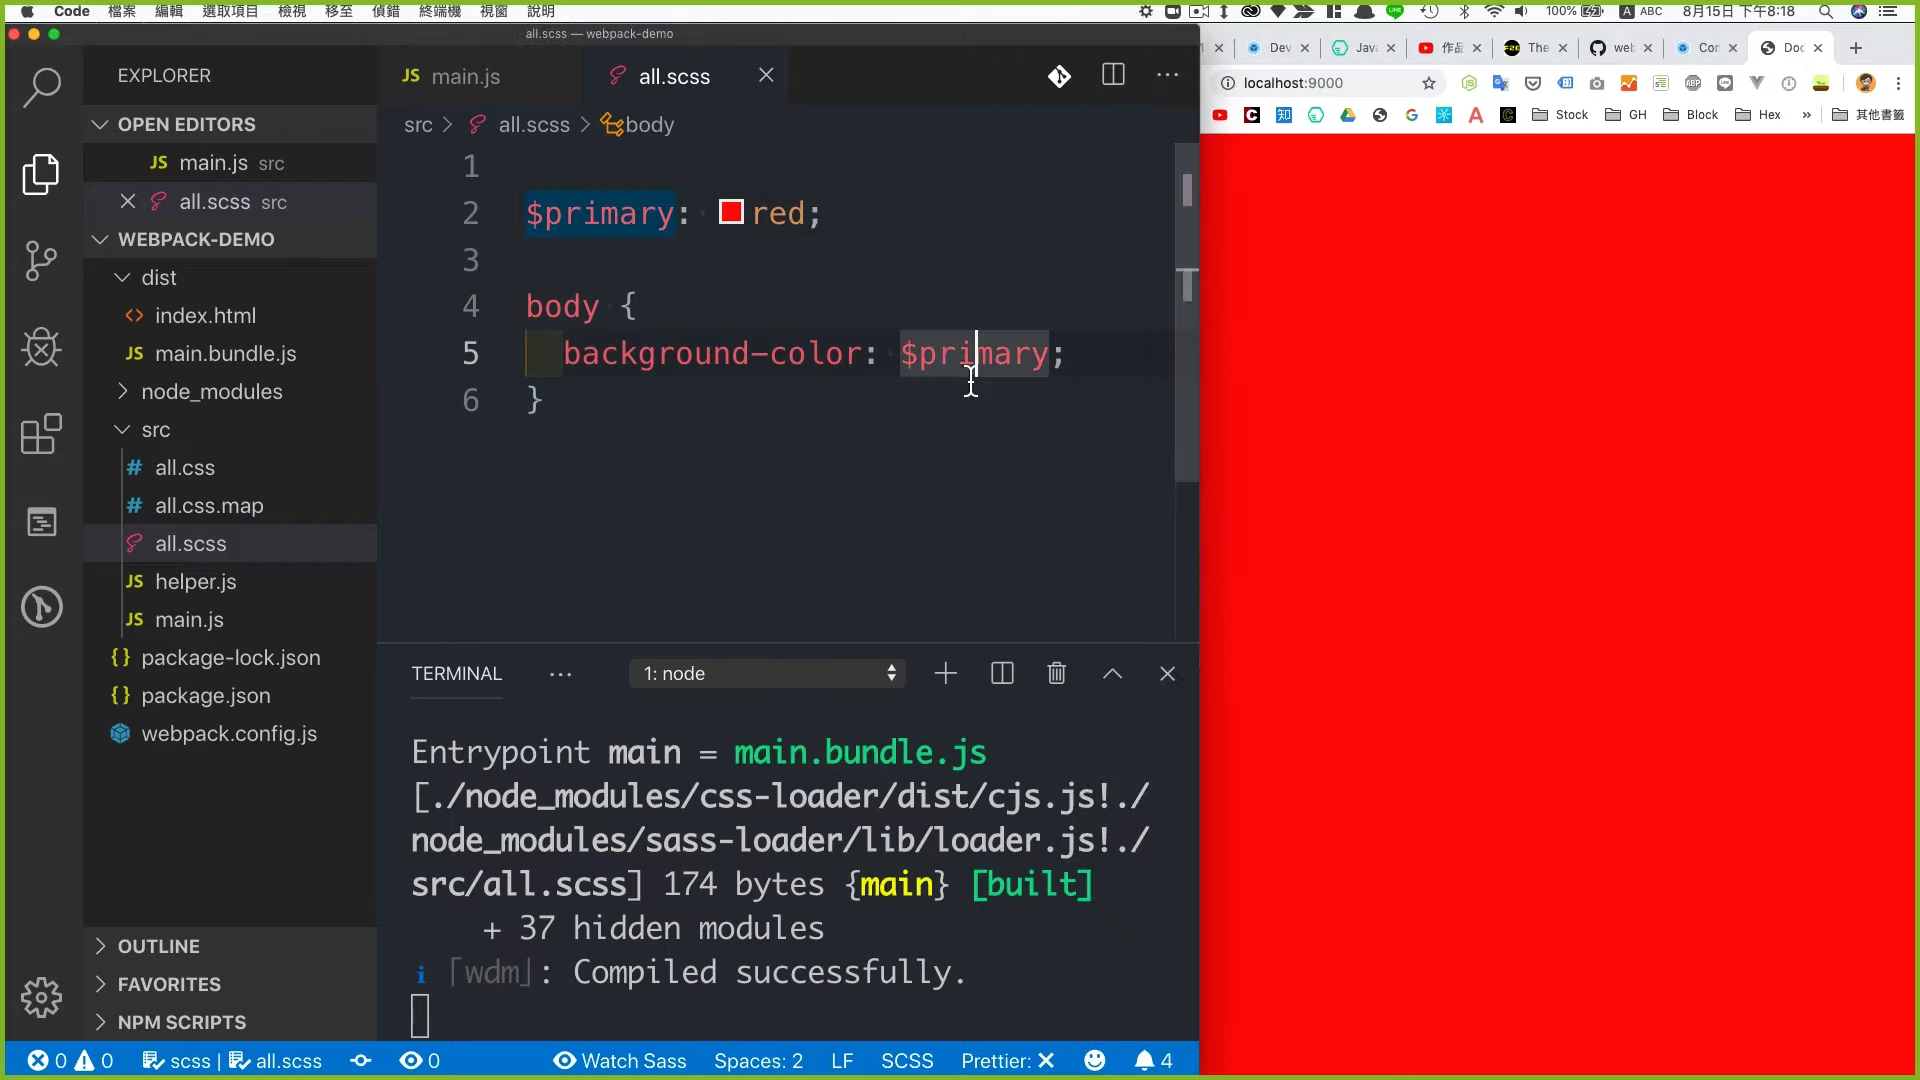 Code 檔案 編輯 選取項目 檢視 移至 偵錯 終端機 視窗 說明 100% A ABC 8月15日 下午8:18
all.scss — webpack-demo
Dev Java 作品 The web Con Doc
localhost:9000
Stock GH Block Hex » 其他書籤
EXPLORER
OPEN EDITORS
JS main.js src
all.scss src
WEBPACK-DEMO
dist
index.html
JS main.bundle.js
node_modules
src
# all.css
# all.css.map
all.scss
JS helper.js
JS main.js
{} package-lock.json
{} package.json
webpack.config.js
OUTLINE
FAVORITES
NPM SCRIPTS
JS main.js all.scss
src > all.scss > body
1
2 $primary: red;
3
4 body {
5 background-color: $primary;
6 }
TERMINAL ... 1: node
Entrypoint main = main.bundle.js
[./node_modules/css-loader/dist/cjs.js!./
node_modules/sass-loader/lib/loader.js!./
src/all.scss] 174 bytes {main} [built]
+ 37 hidden modules
i ｢wdm｣: Compiled successfully.
0 0 scss | all.scss 0 Watch Sass Spaces: 2 LF SCSS Prettier: × 4